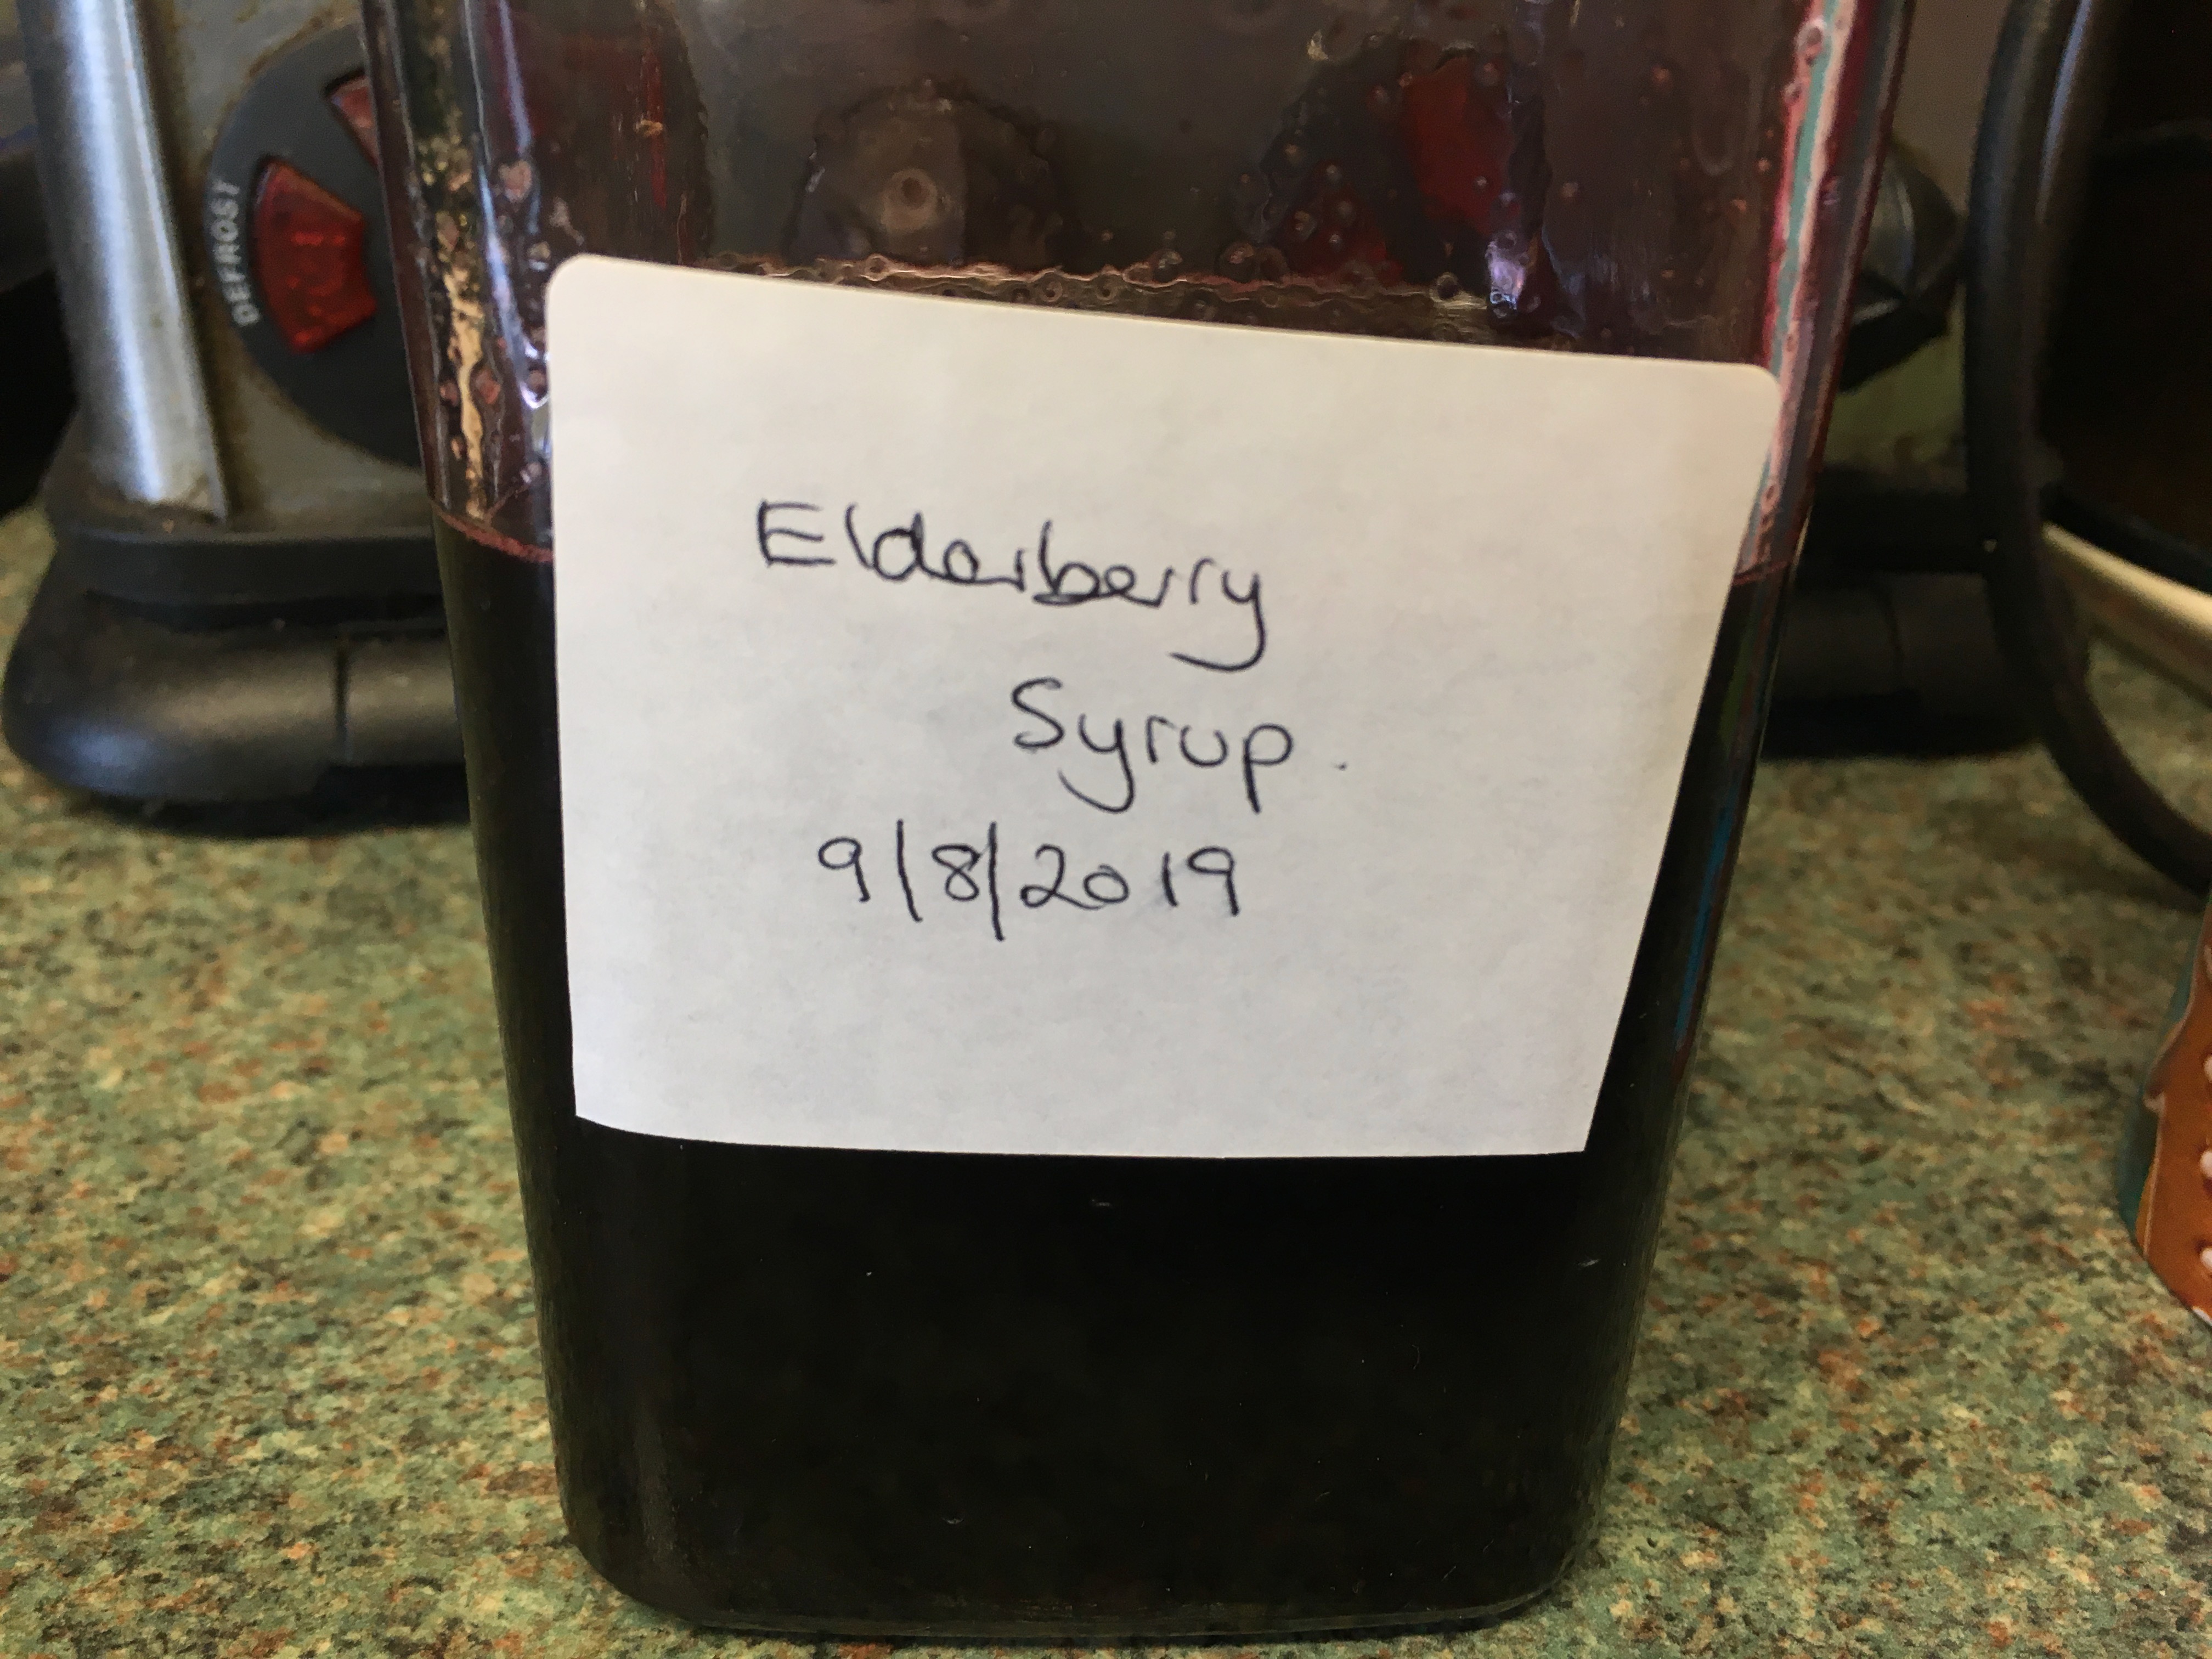 DEFROST
Elderberry
Syrup.
9/8/2019